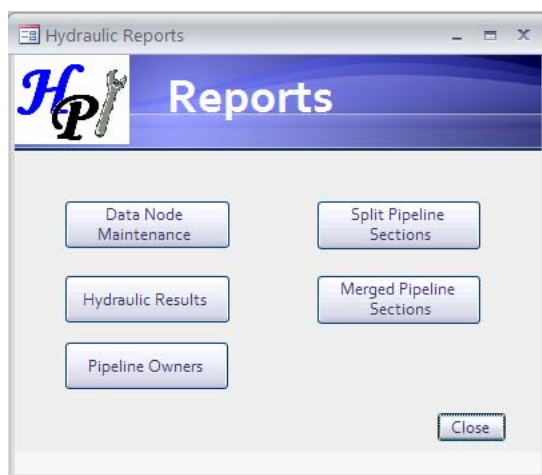 Hydraulic Reports
HP
Reports
Data Node
Maintenance
Split Pipeline
Sections
Hydraulic Results
Merged Pipeline
Sections
Pipeline Owners
Close